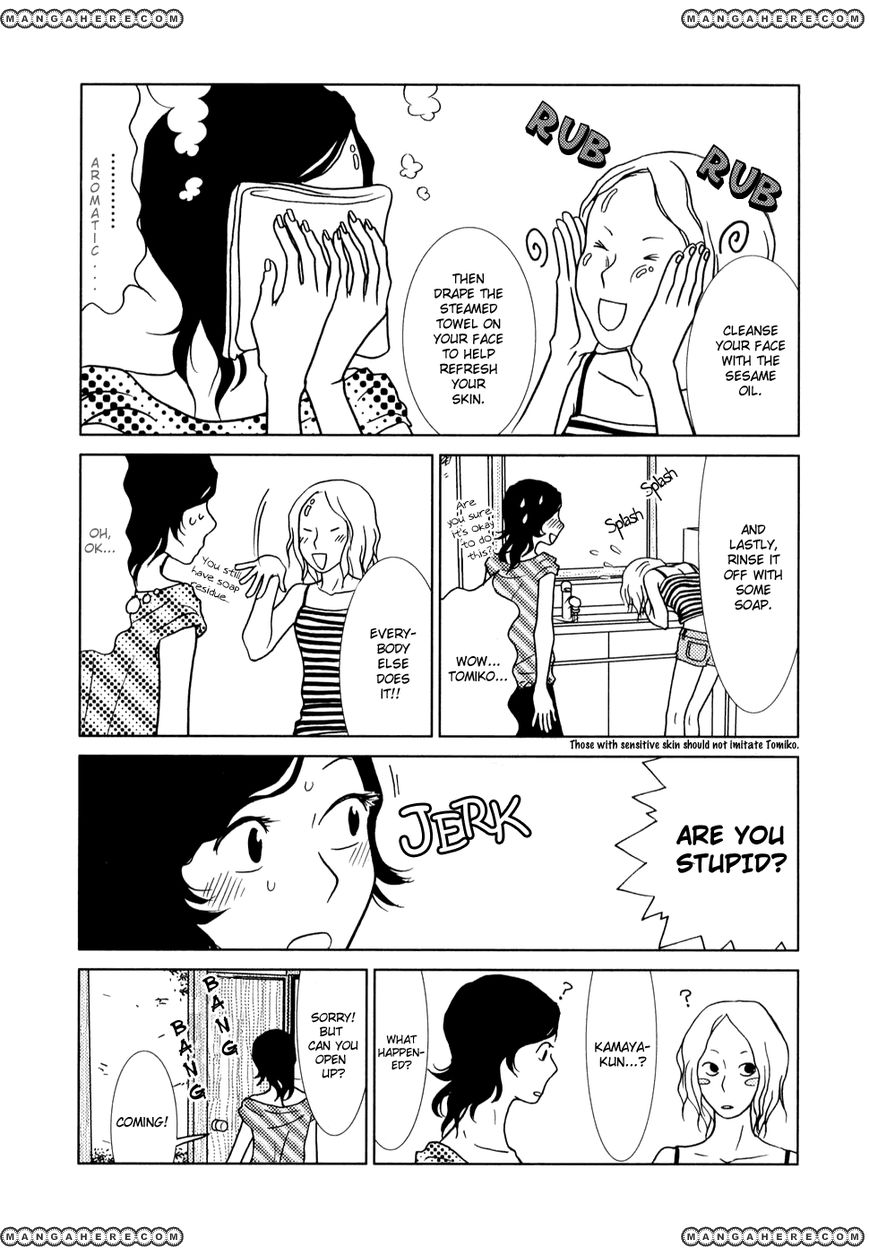 MANGAHERE.COM
MANGAHERE.COM
RUB
RUB
CLEANSE
YOUR FACE
WITH THE
SESAME
OIL.
THEN
DRAPE THE
STEAMED
TOWEL ON
YOUR FACE
TO HELP
REFRESH
YOUR
SKIN.
..........
AROMATIC....
AND
LASTLY,
RINSE IT
OFF WITH
SOME
SOAP.
Splash
Splash
Are
you sure
it's okay
to do
this?
WOW...
TOMIKO...
Those with sensitive skin should not imitate Tomiko.
EVERY-
BODY
ELSE
DOES
IT!!
You still
have soap
residue.
OH,
OK...
ARE YOU
STUPID?
JERK
?
KAMAYA-
KUN...?
?
WHAT
HAPPEN-
ED?
SORRY!
BUT
CAN YOU
OPEN
UP?
BANG
BANG
COMING!
MANGAHERE.COM
MANGAHERE.COM